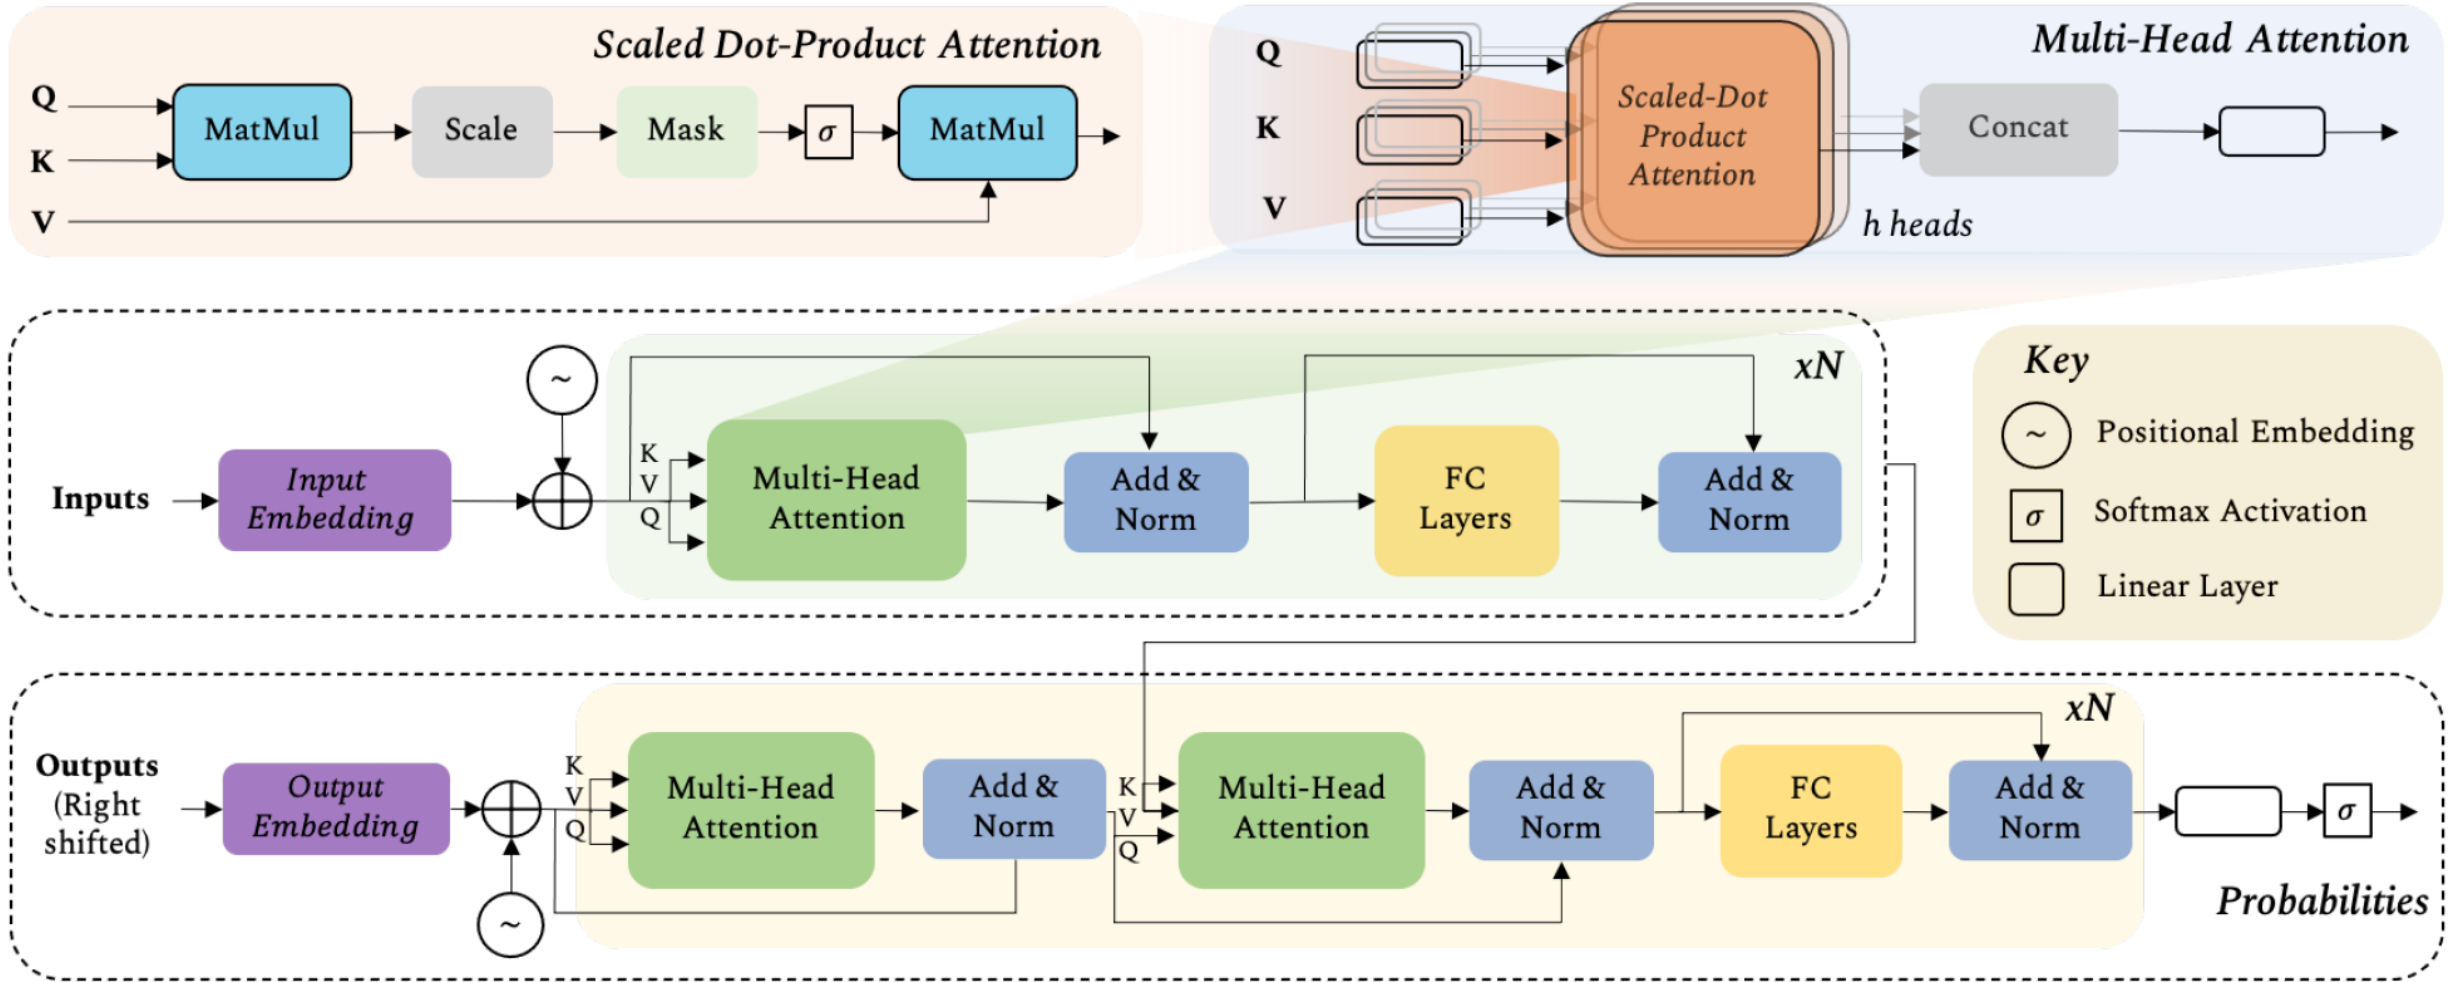 Scaled Dot-Product Attention
Q
K
V
MatMul
Scale
Mask
σ
MatMul
Multi-Head Attention
Q
K
V
Scaled-Dot
Product
Attention
h heads
Concat
Inputs
Input
Embedding
~
K
V
Q
Multi-Head
Attention
Add &
Norm
FC
Layers
Add &
Norm
xN
Key
~ Positional Embedding
σ Softmax Activation
Linear Layer
Outputs
(Right
shifted)
Output
Embedding
~
K
V
Q
Multi-Head
Attention
Add &
Norm
K
V
Q
Multi-Head
Attention
Add &
Norm
FC
Layers
Add &
Norm
xN
σ
Probabilities